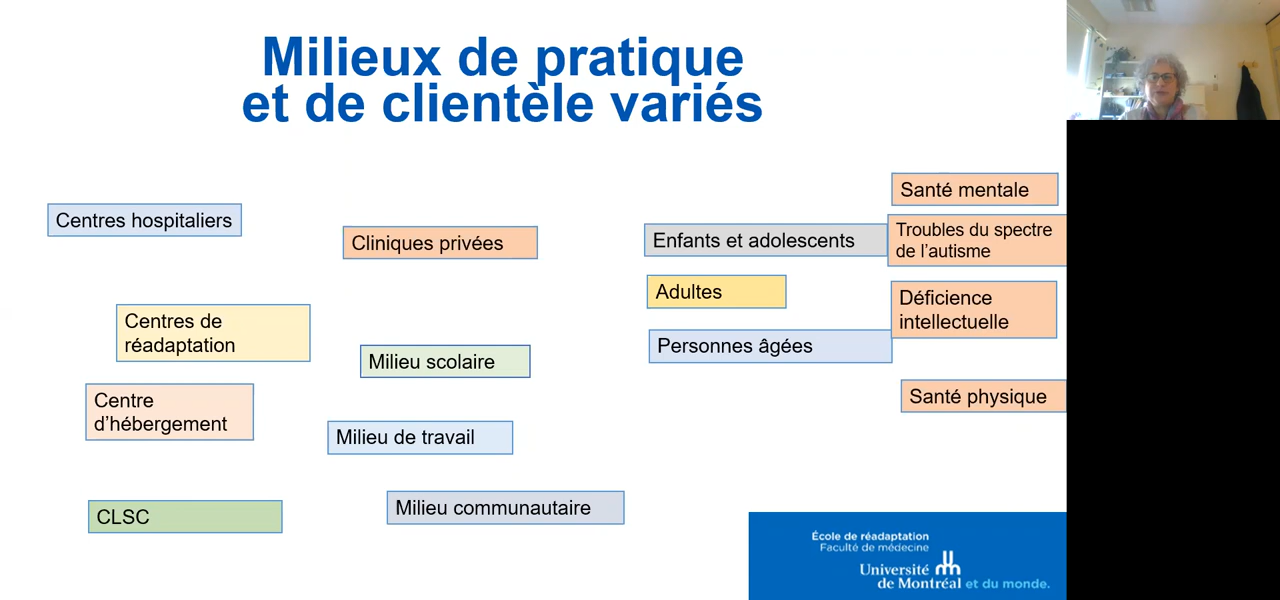 Milieux de pratique
et de clientèle variés
Centres hospitaliers
Cliniques privées
Centres de
réadaptation
Milieu scolaire
Centre
d’hébergement
Milieu de travail
CLSC
Milieu communautaire
Enfants et adolescents
Adultes
Personnes âgées
Santé mentale
Troubles du spectre
de l’autisme
Déficience
intellectuelle
Santé physique
École de réadaptation
Faculté de médecine
Université
de Montréal et du monde.